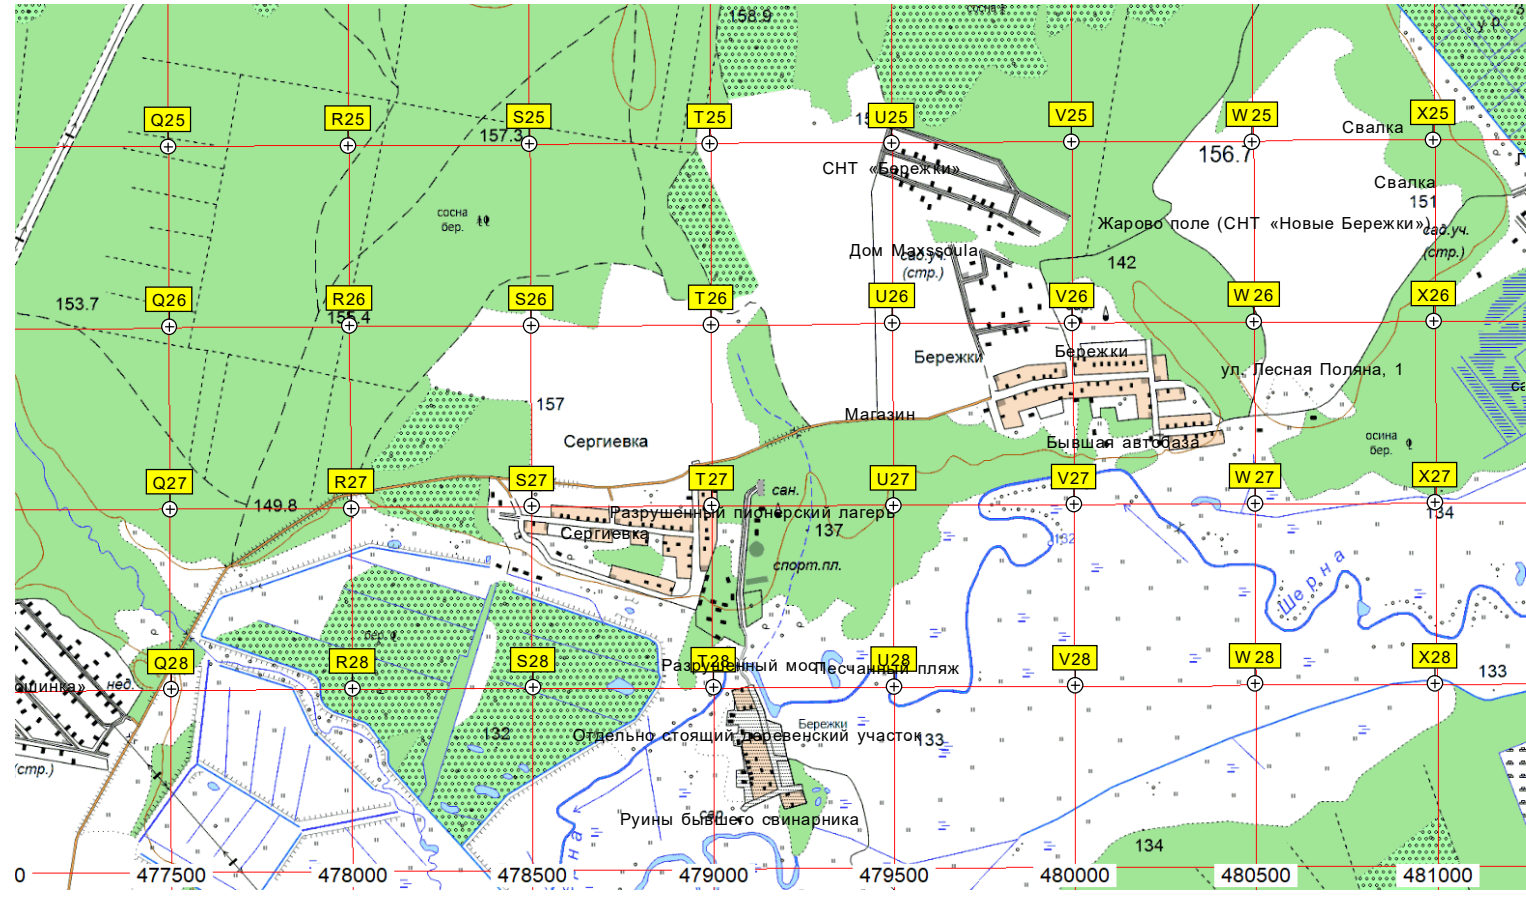 158.9
сосна
Q25
R25
S25
T25
U25
V25
W25
X25
157.3
Свалка
156.7
СНТ «Бережки»
Свалка
151
сосна
бер.
Жарово поле (СНТ «Новые Бережки»)
сад.уч.
(стр.)
Дом Maxssoula
сад.уч.
(стр.)
142
153.7
Q26
R26
S26
T26
U26
V26
W26
X26
155.4
Бережки
Бережки
ул. Лесная Поляна, 1
157
Магазин
Сергиевка
Бывшая автобаза
осина
бер.
Q27
R27
S27
T27
U27
V27
W27
X27
149.8
сан.
Разрушенный пионерский лагерь
134
137
Сергиевка
132
спорт.пл.
Шерна
Q28
R28
S28
T28
U28
V28
W28
X28
ошинка»
нед.
Разрушенный мост
Песчаный пляж
133
132
Бережки
Отдельно стоящий деревенский участок
133
(стр.)
сар.
Руины бывшего свинарника
134
на
0
477500
478000
478500
479000
479500
480000
480500
481000